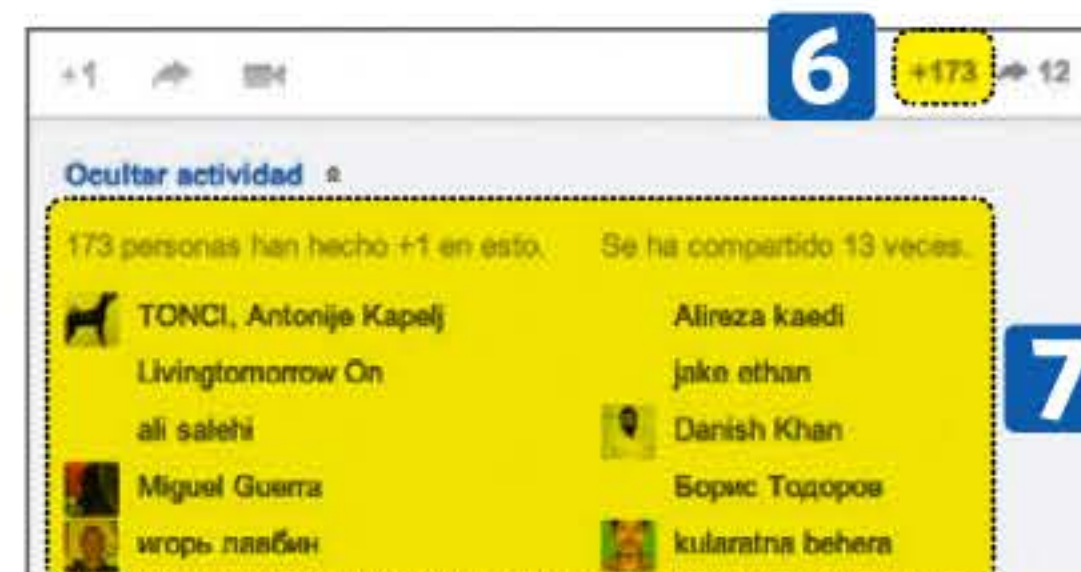 +1 6 +173 12
Ocultar actividad
173 personas han hecho +1 en esto. Se ha compartido 13 veces.
TONCI, Antonije Kapelj Alireza kaedi
Livingtomorrow On jake ethan
7
ali salehi Danish Khan
Miguel Guerra Борис Тодоров
игорь лавбин kularatna behera